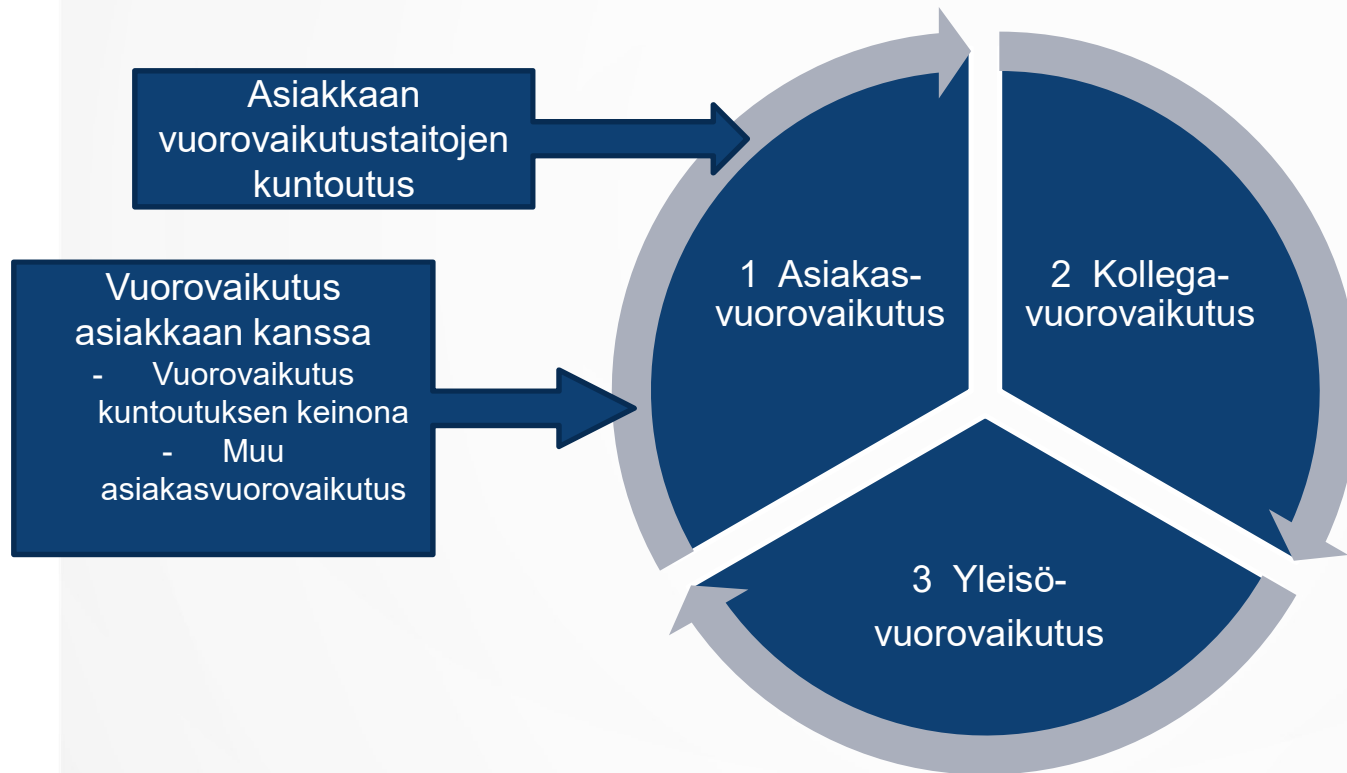 Asiakkaan
vuorovaikutustaitojen
kuntoutus
Vuorovaikutus
asiakkaan kanssa
- Vuorovaikutus
kuntoutuksen keinona
- Muu
asiakasvuorovaikutus
1 Asiakas-
vuorovaikutus
2 Kollega-
vuorovaikutus
3 Yleisö-
vuorovaikutus